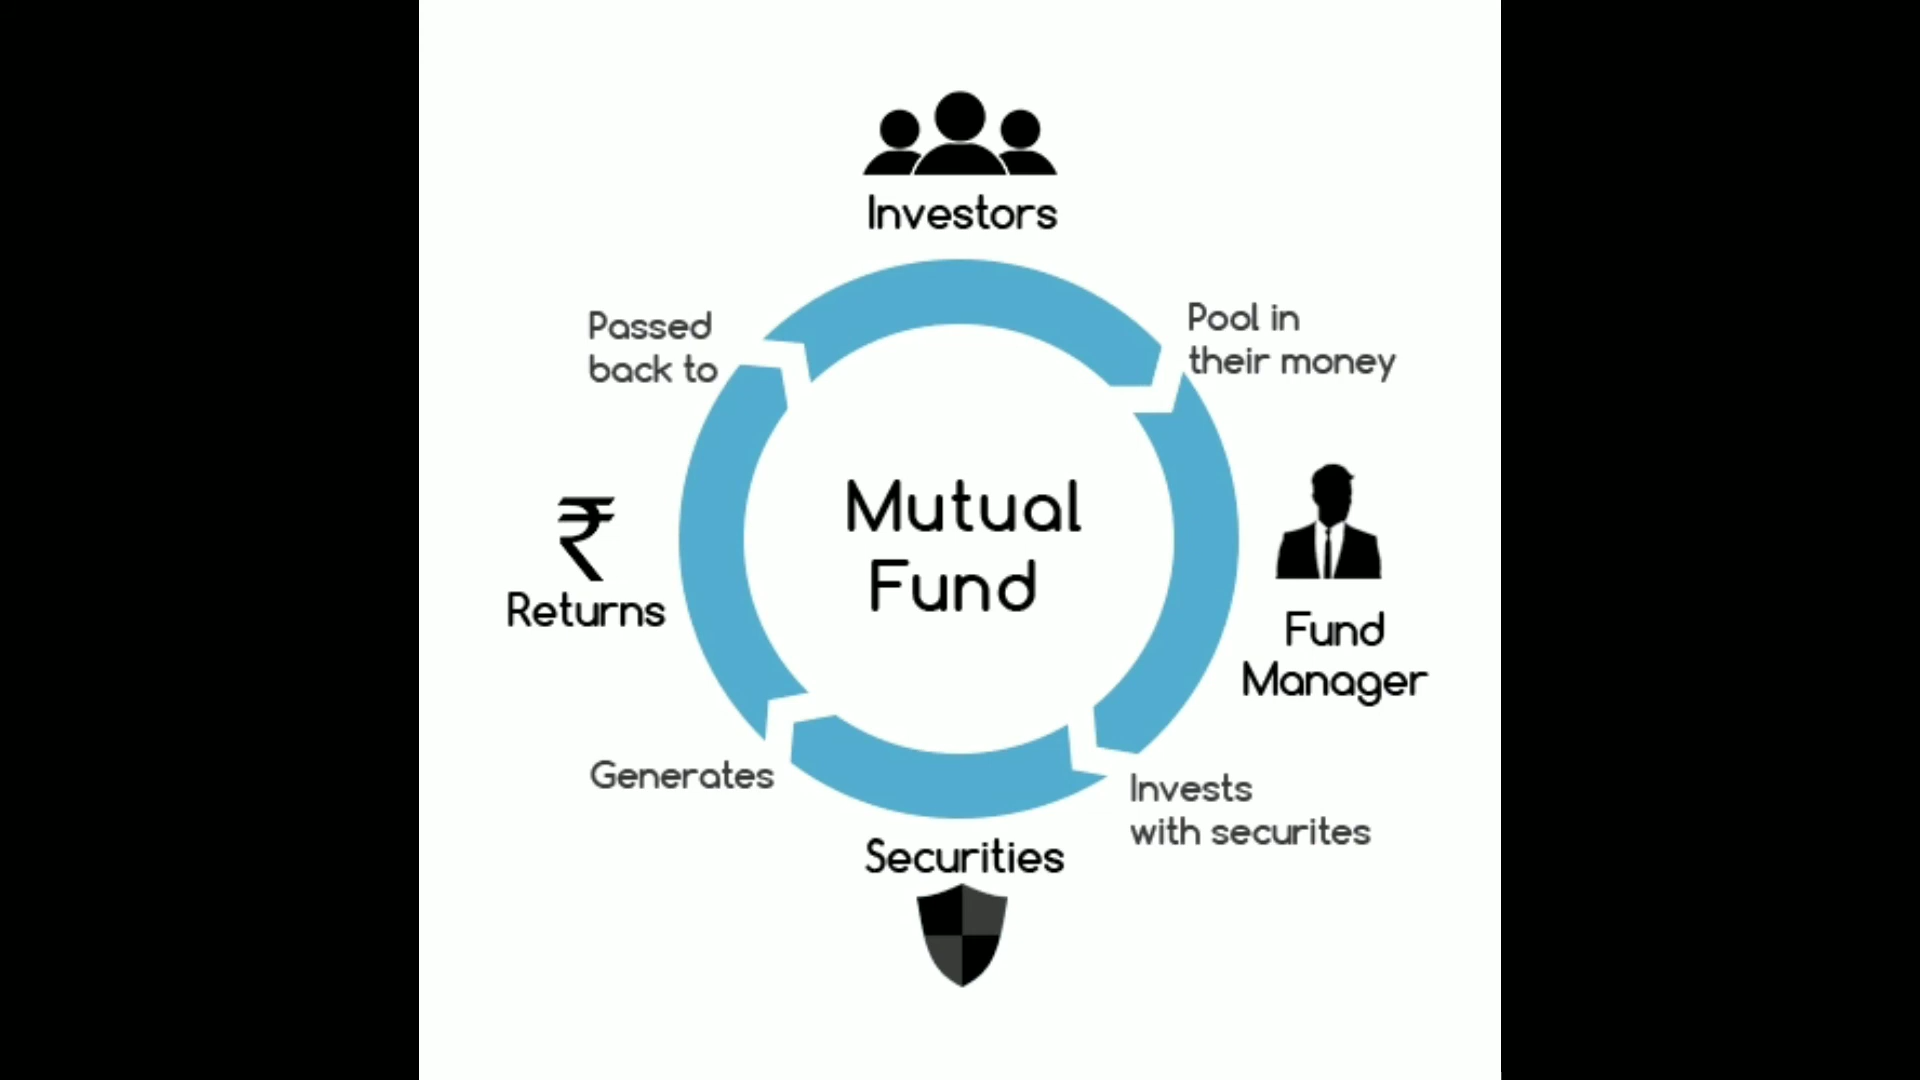 Investors
Passed
back to
Pool in
their money
Mutual
Fund
₹
Returns
Fund
Manager
Generates
Invests
with securites
Securities